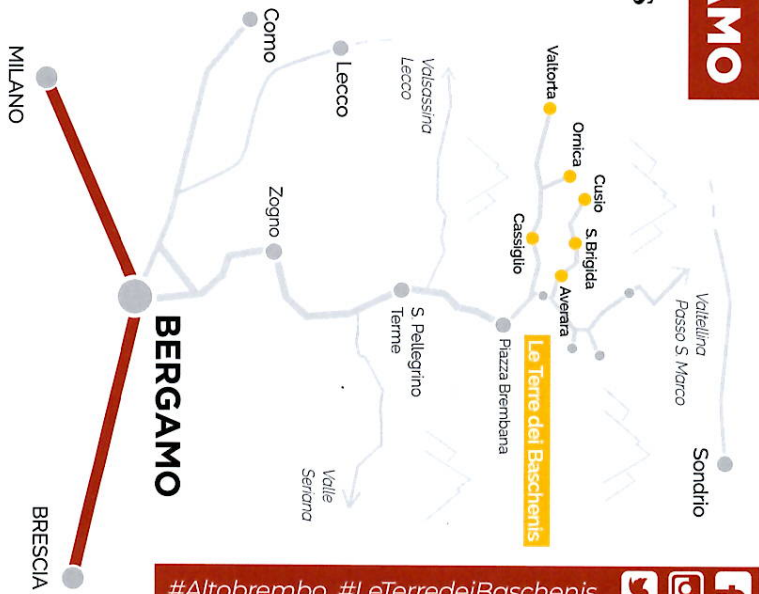 AMO
Sondrio
Valtellina
Passo S. Marco
Valtorta
Ornica
Cusio
S.Brigida
Averara
Cassiglio
Le Terre dei Baschenis
Valsassina
Lecco
Piazza Brembana
Lecco
S. Pellegrino
Terme
Como
Zogno
Valle
Seriana
BERGAMO
MILANO
BRESCIA
#Altobrembo #LeTerredeiBaschenis